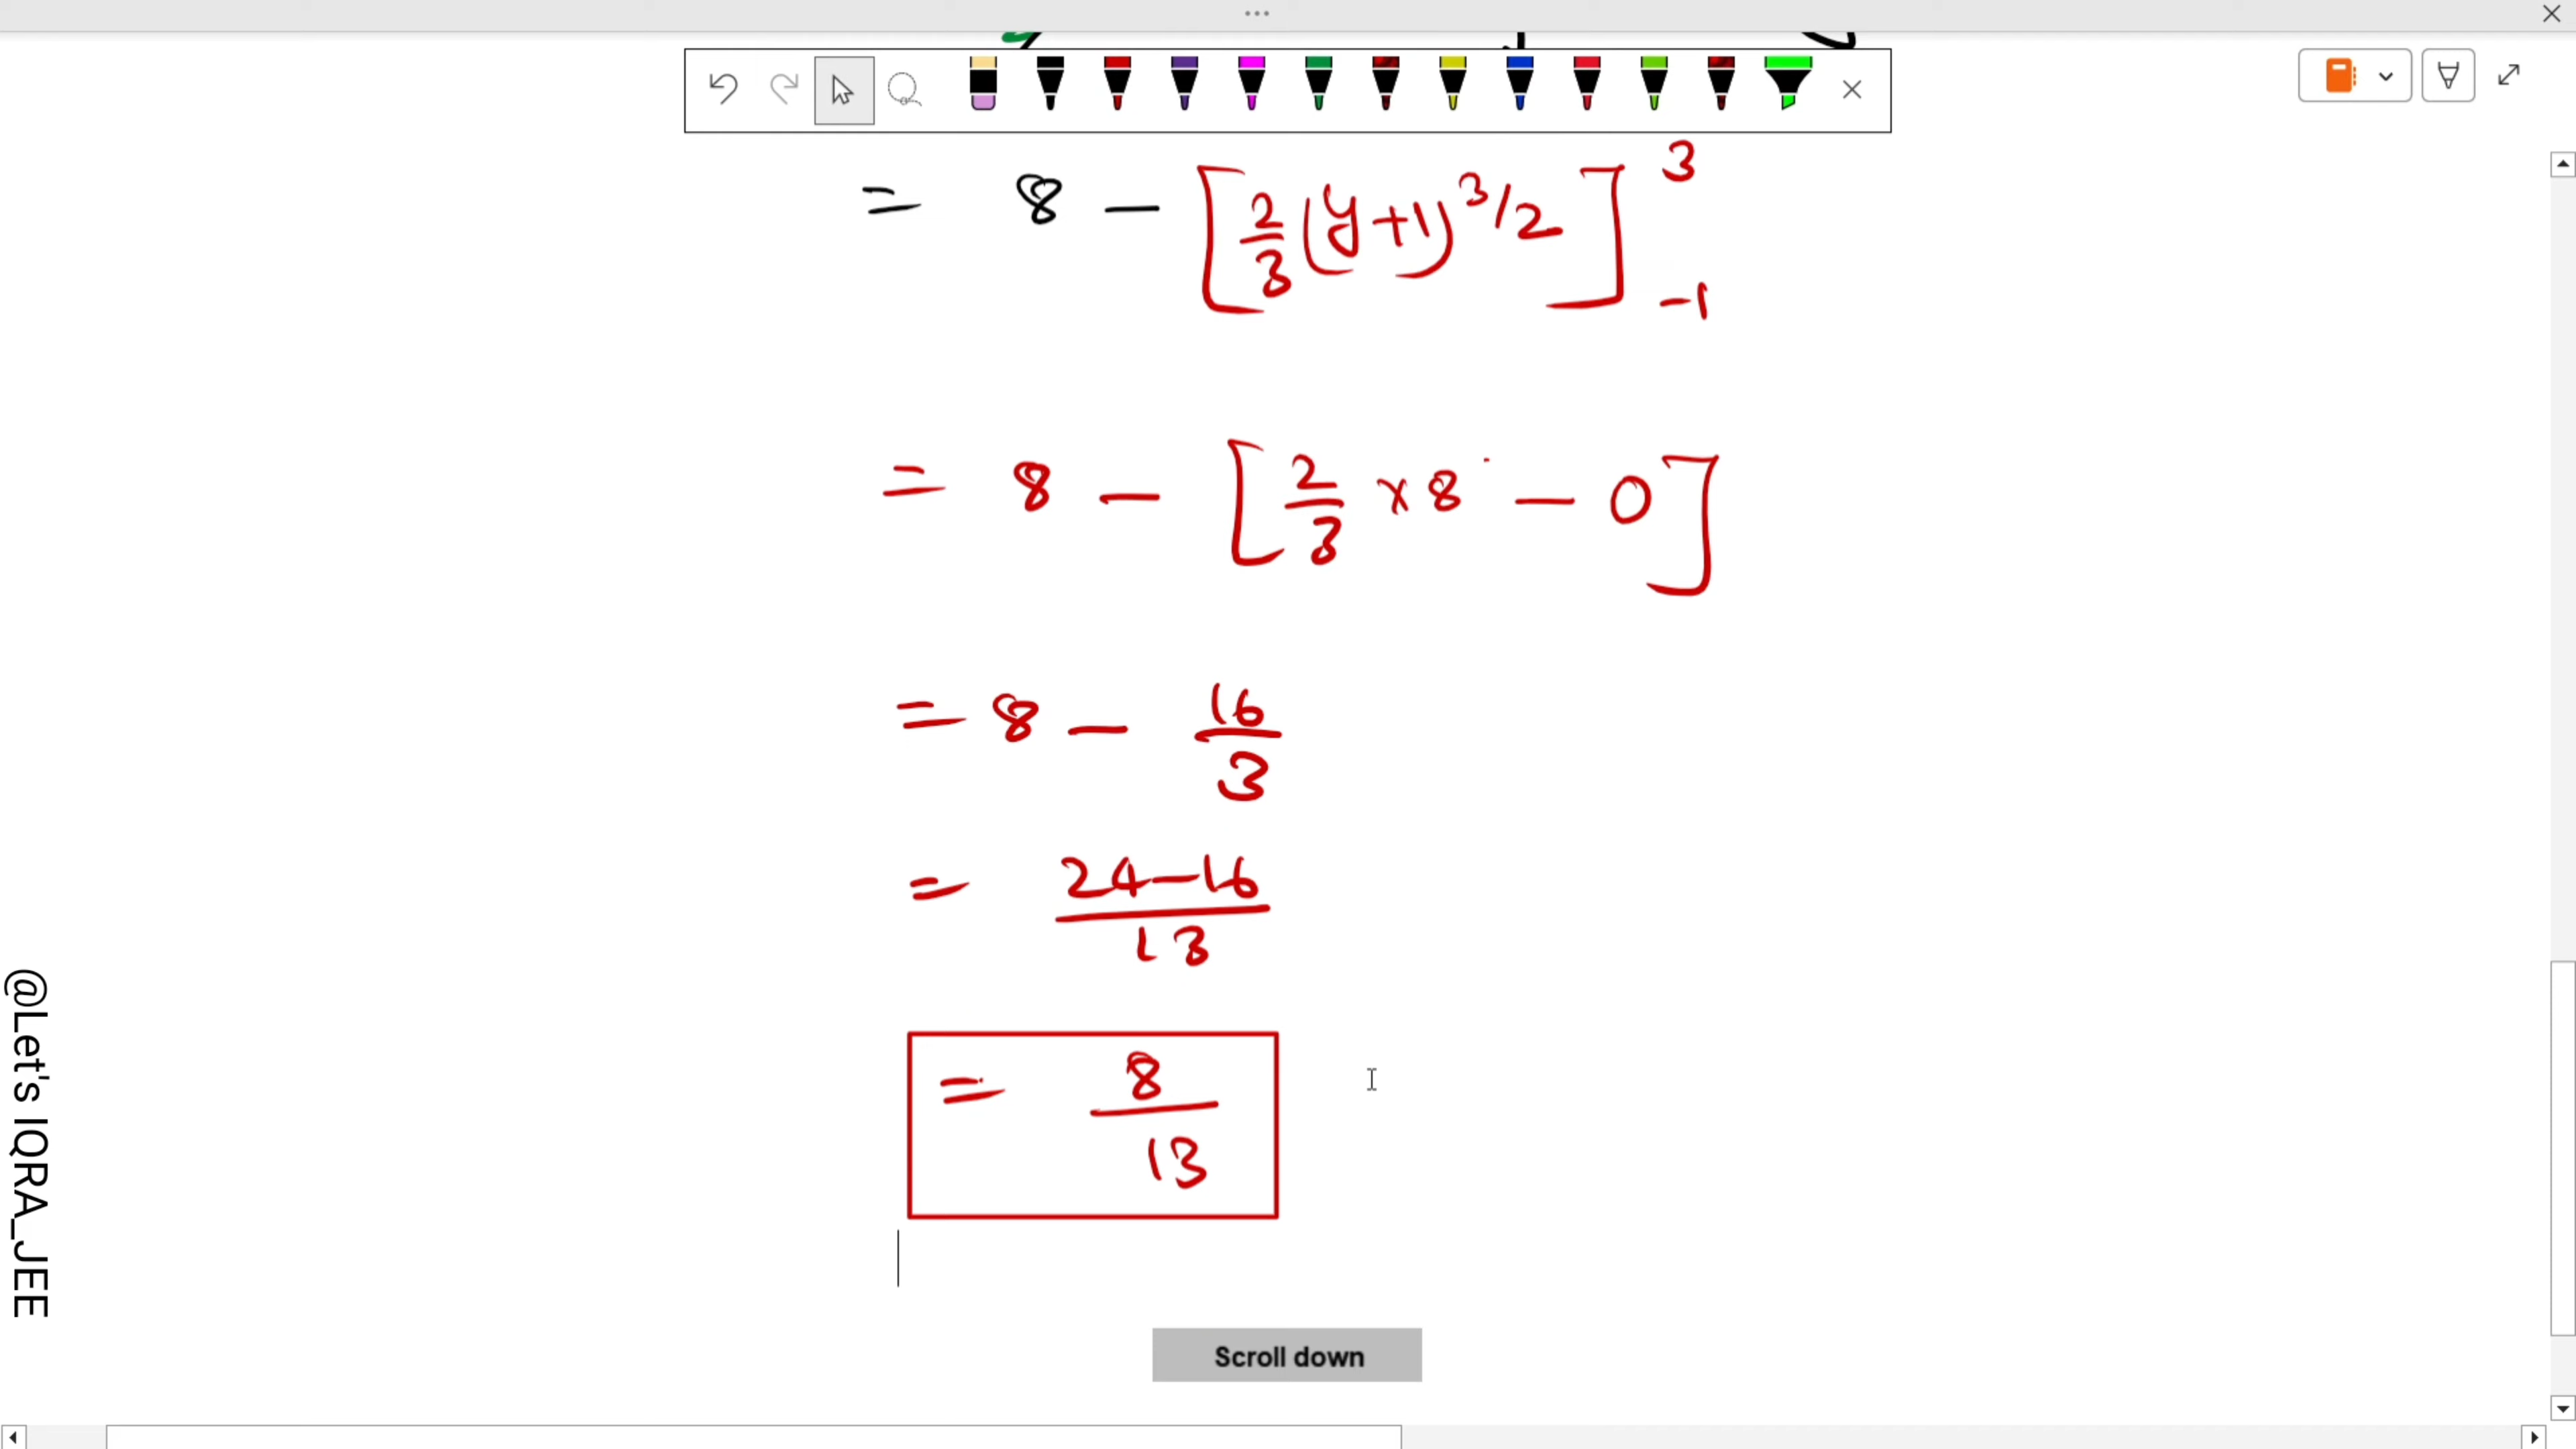 = 8 - [2/3 (y+1)^3/2]^3_-1
= 8 - [2/3 × 8 - 0]
= 8 - 16/3
= 24-16/13
= 8/13
@Let's IQRA_JEE
Scroll down